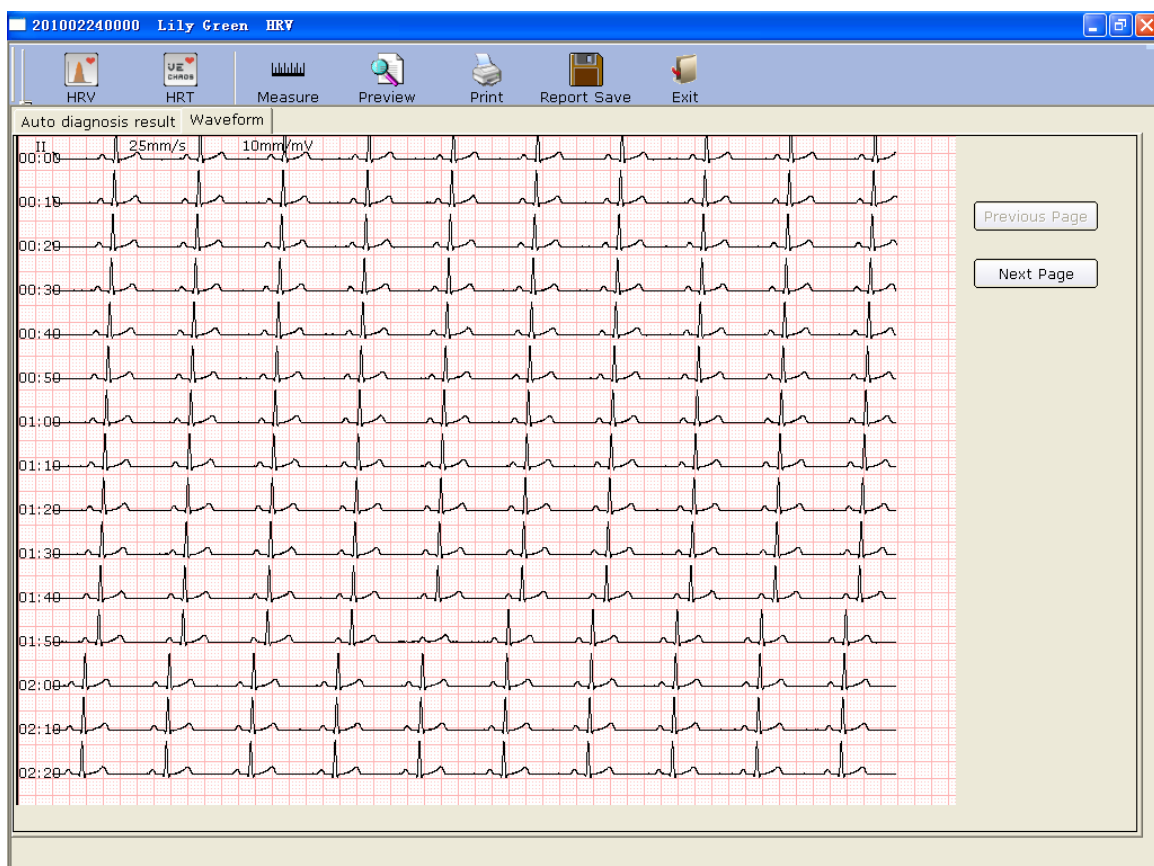 201002240000 Lily Green HRV
VE
CHAOS
HRV HRT Measure Preview Print Report Save Exit
Auto diagnosis result Waveform
II 25mm/s 10mm/mV
00:00
00:10
00:20
00:30
00:40
00:50
01:00
01:10
01:20
01:30
01:40
01:50
02:00
02:10
02:20
Previous Page
Next Page